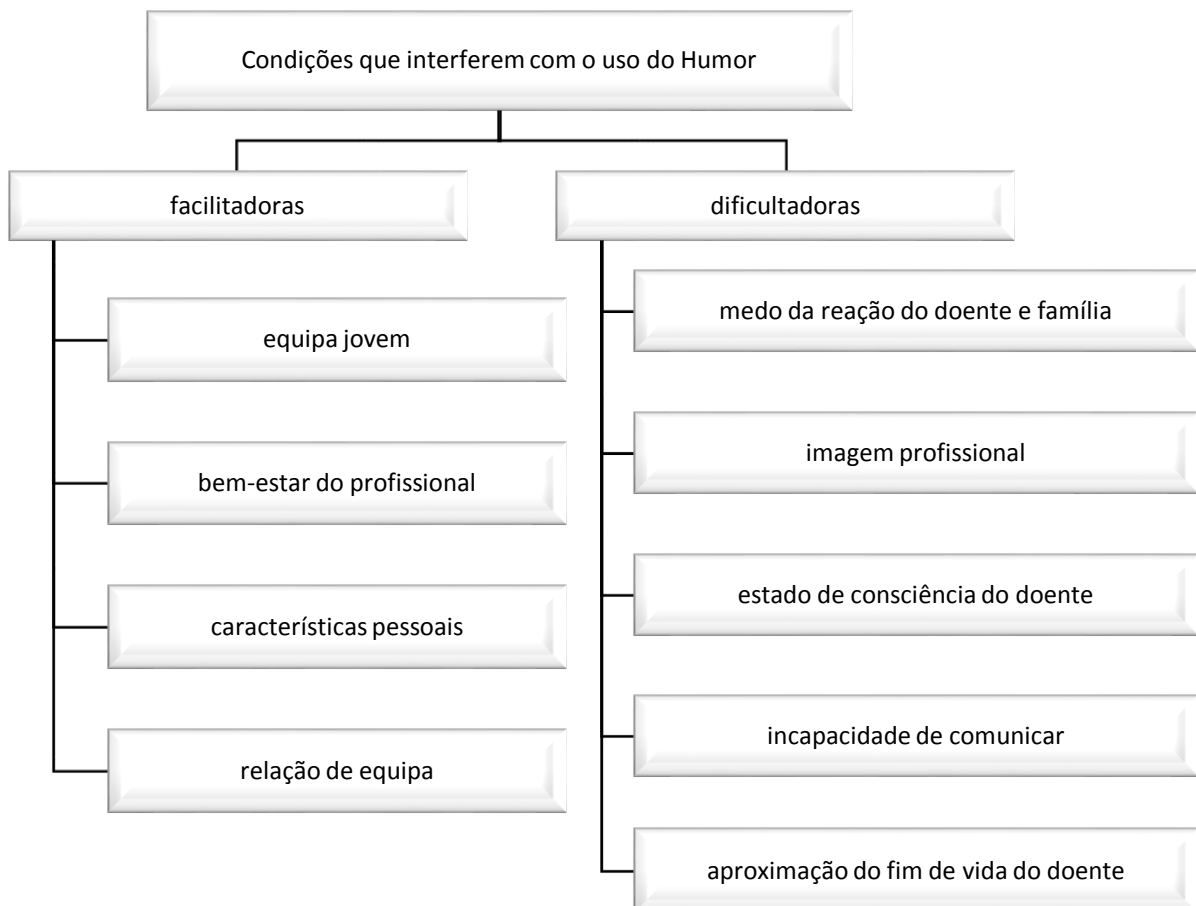 Condições que interferem com o uso do Humor
facilitadoras
equipa jovem
bem-estar do profissional
características pessoais
relação de equipa
dificultadoras
medo da reação do doente e família
imagem profissional
estado de consciência do doente
incapacidade de comunicar
aproximação do fim de vida do doente